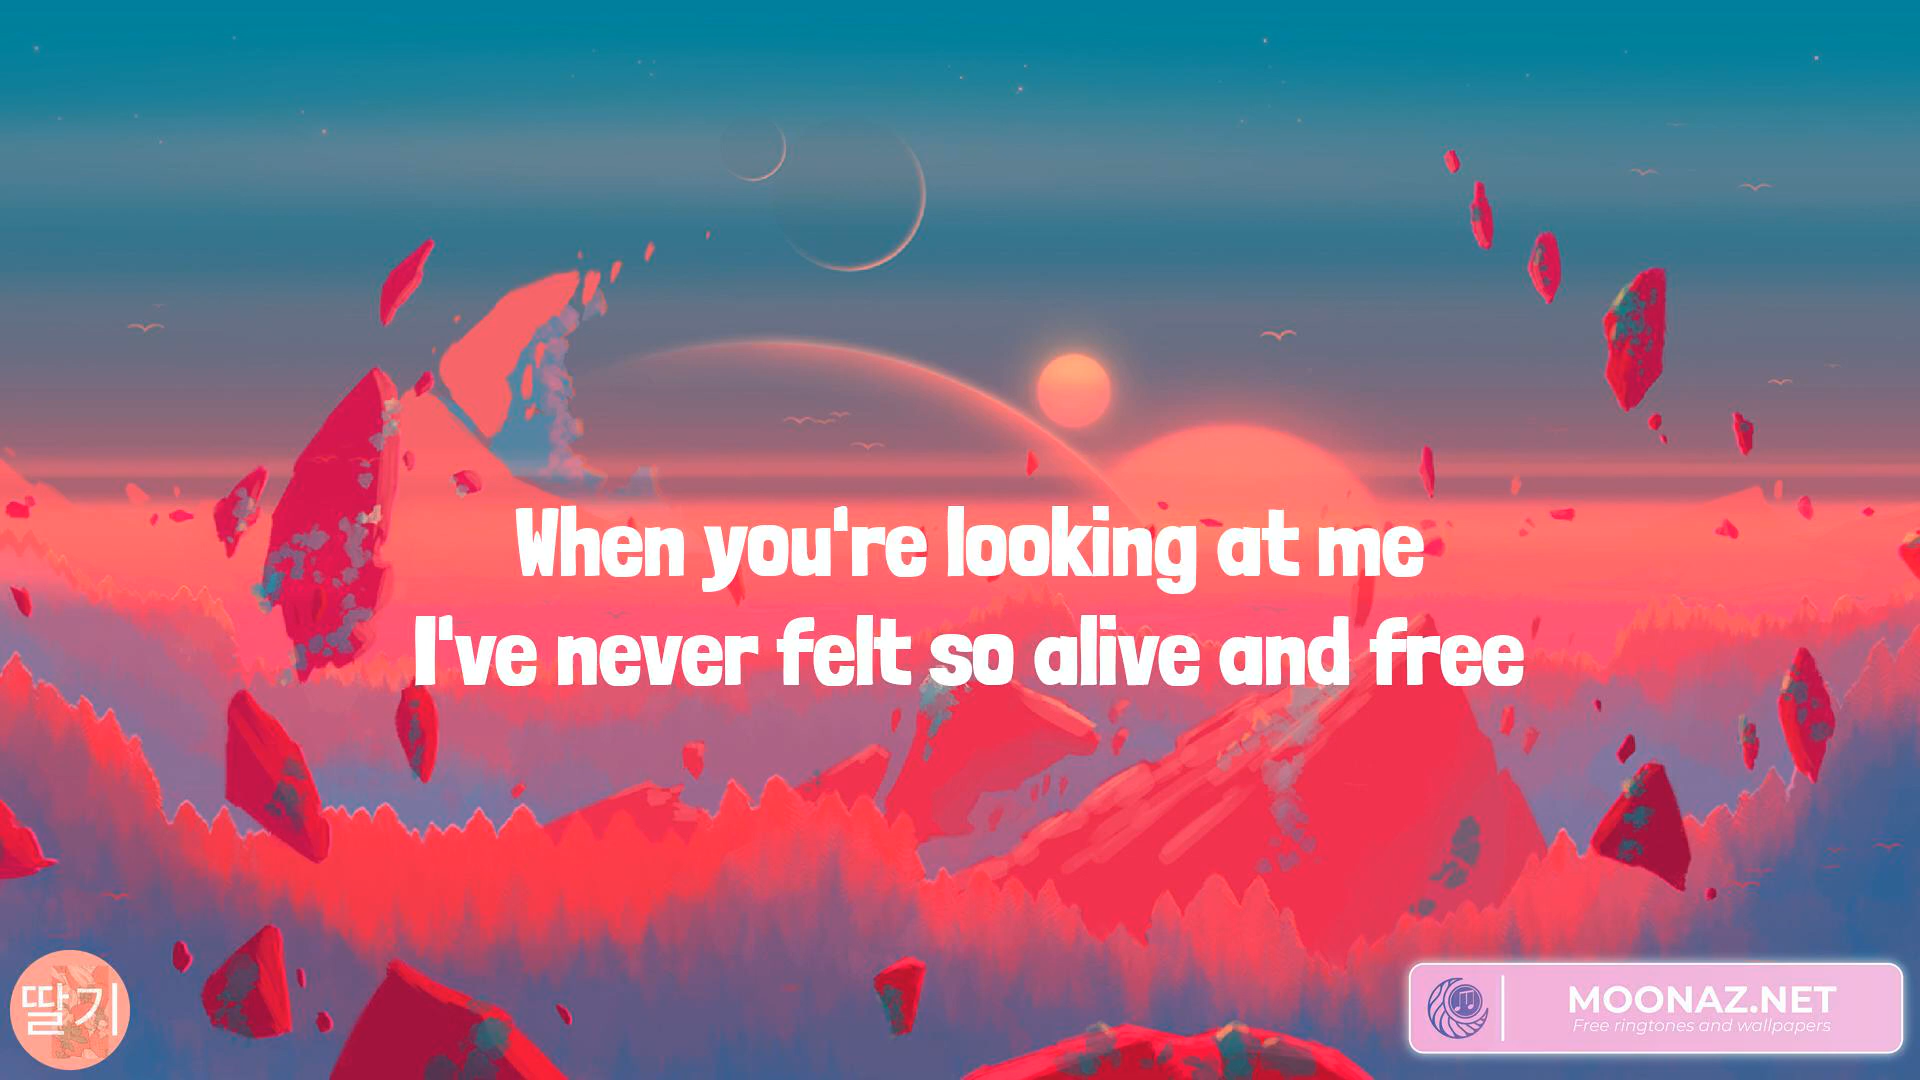 When you're looking at me
I've never felt so alive and free
딸기
MOONAZ.NET
Free ringtones and wallpapers